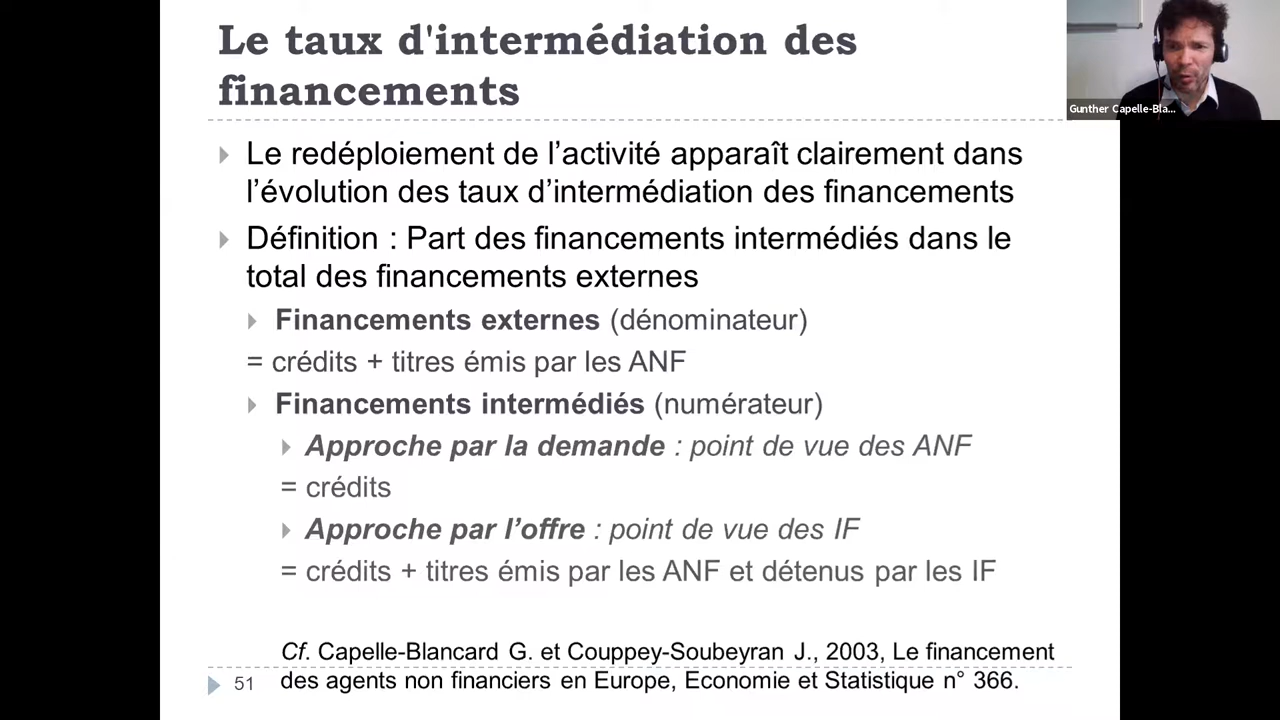 Le taux d'intermédiation des
financements
Gunther Capelle-Bla...
Le redéploiement de l’activité apparaît clairement dans
l’évolution des taux d’intermédiation des financements
Définition : Part des financements intermédiés dans le
total des financements externes
Financements externes (dénominateur)
= crédits + titres émis par les ANF
Financements intermédiés (numérateur)
Approche par la demande : point de vue des ANF
= crédits
Approche par l’offre : point de vue des IF
= crédits + titres émis par les ANF et détenus par les IF
Cf. Capelle-Blancard G. et Couppey-Soubeyran J., 2003, Le financement
des agents non financiers en Europe, Economie et Statistique n° 366.
51